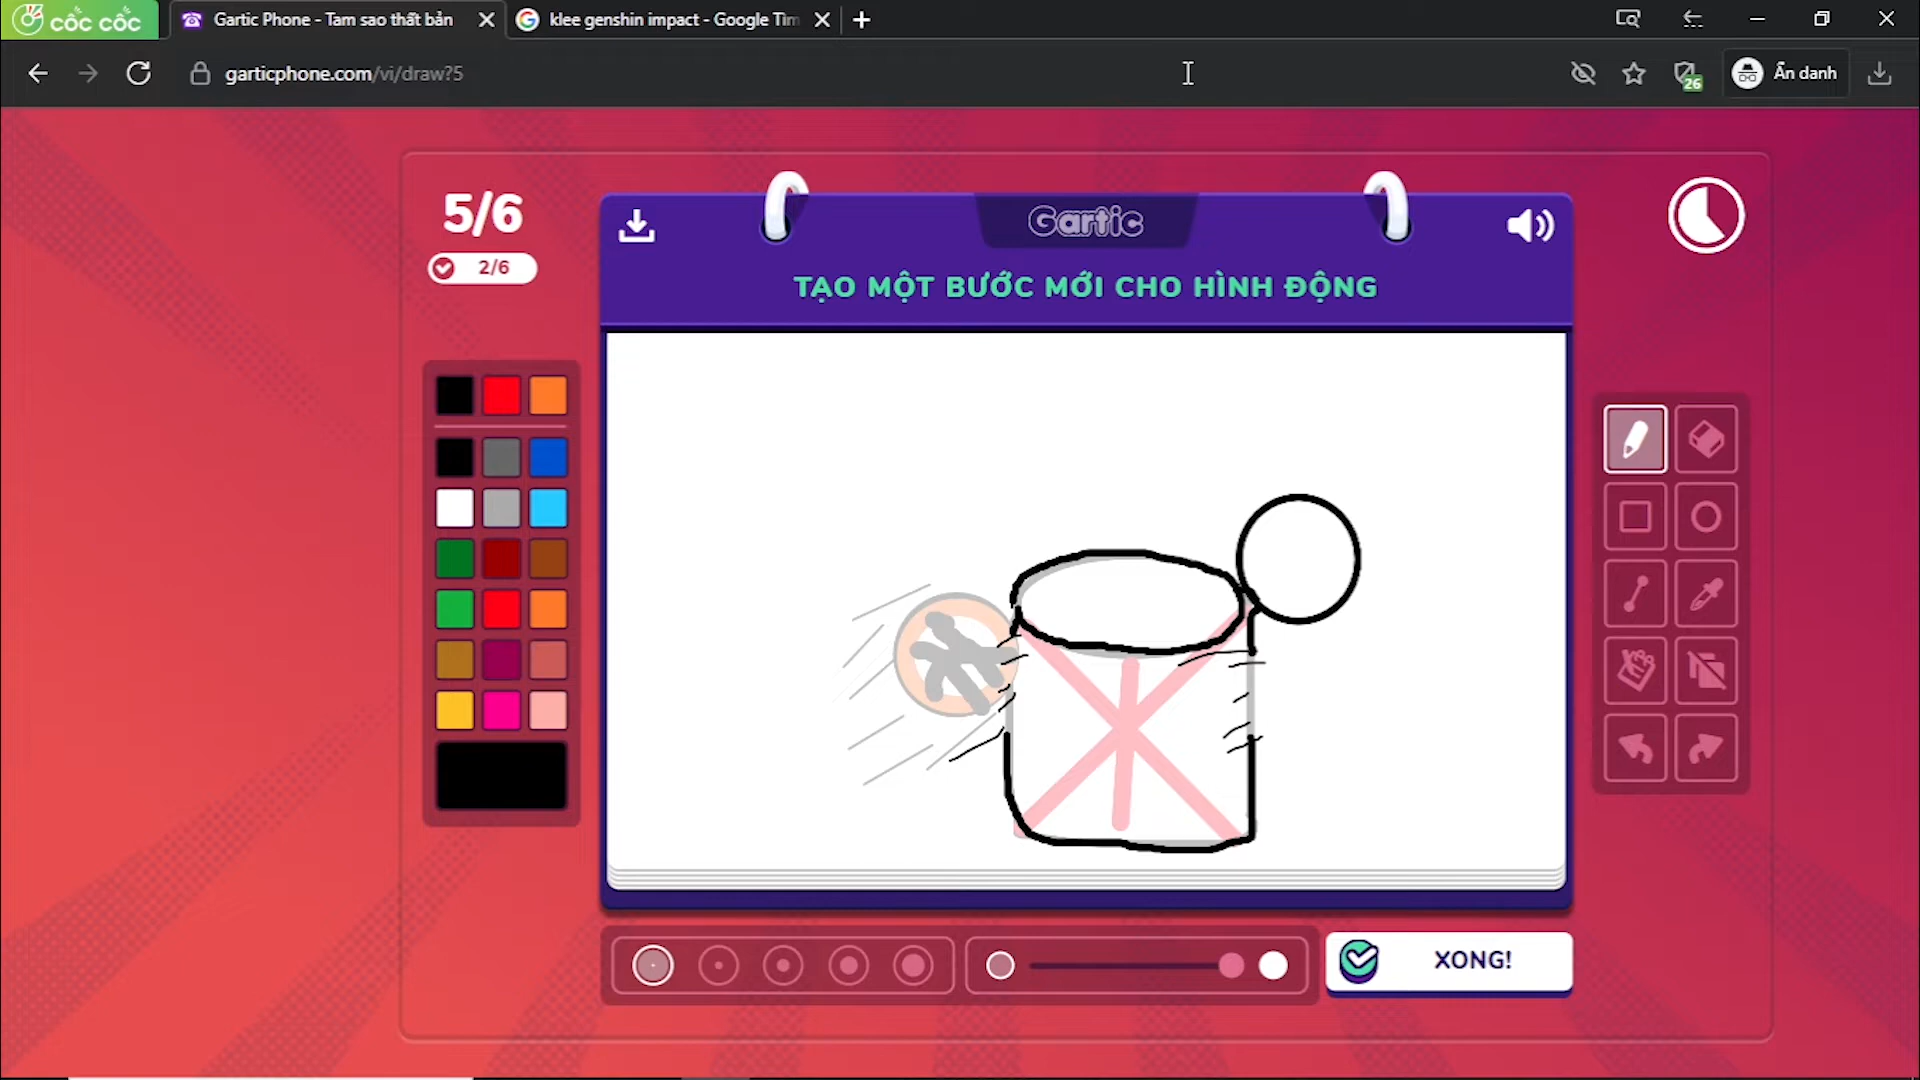 cốc cốc
Gartic Phone - Tam sao thất bản
klee genshin impact - Google Tìm
garticphone.com/vi/draw?5
26
Ẩn danh
5/6
2/6
Gartic
TẠO MỘT BƯỚC MỚI CHO HÌNH ĐỘNG
XONG!